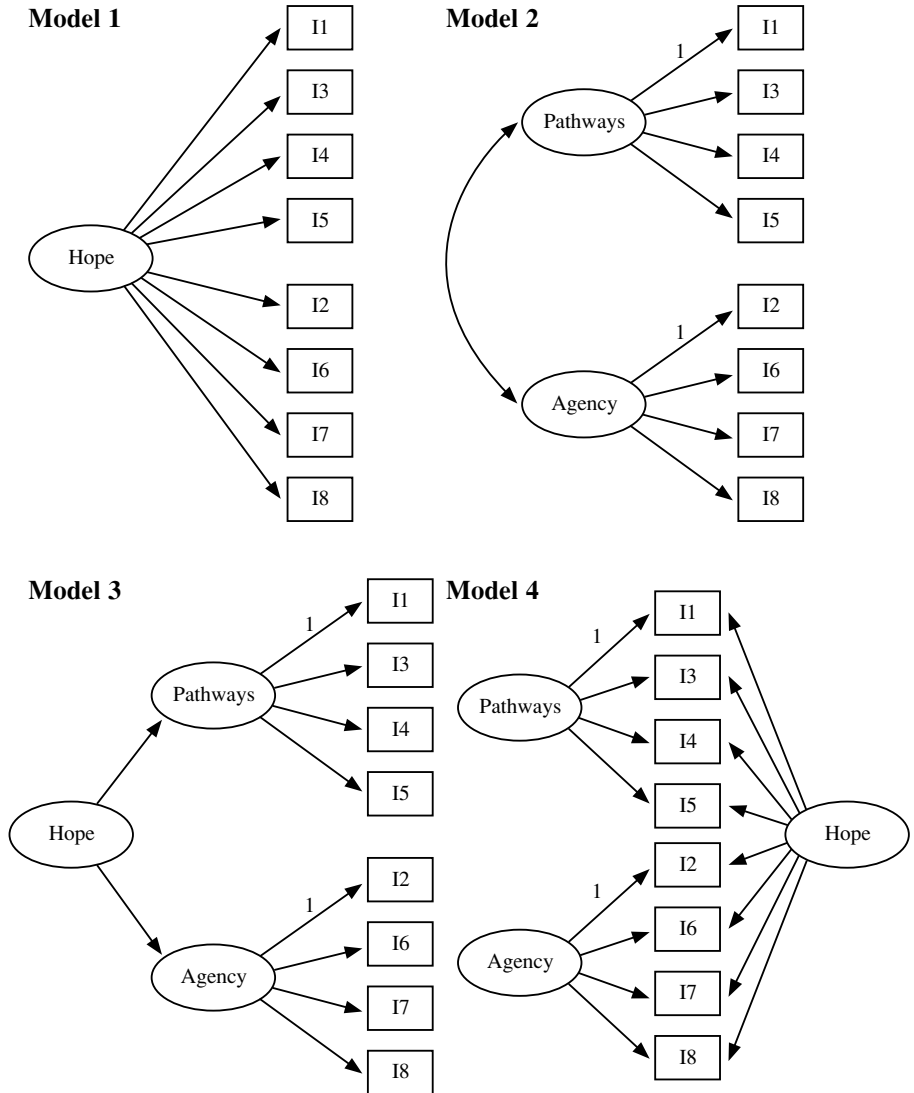 Model 1
I1
I3
I4
I5
Hope
I2
I6
I7
I8
Model 2
I1
1
I3
Pathways
I4
I5
I2
1
I6
Agency
I7
I8
Model 3
I1
1
I3
Pathways
I4
I5
Hope
I2
1
I6
Agency
I7
I8
Model 4
I1
1
I3
Pathways
I4
I5
Hope
I2
1
I6
Agency
I7
I8